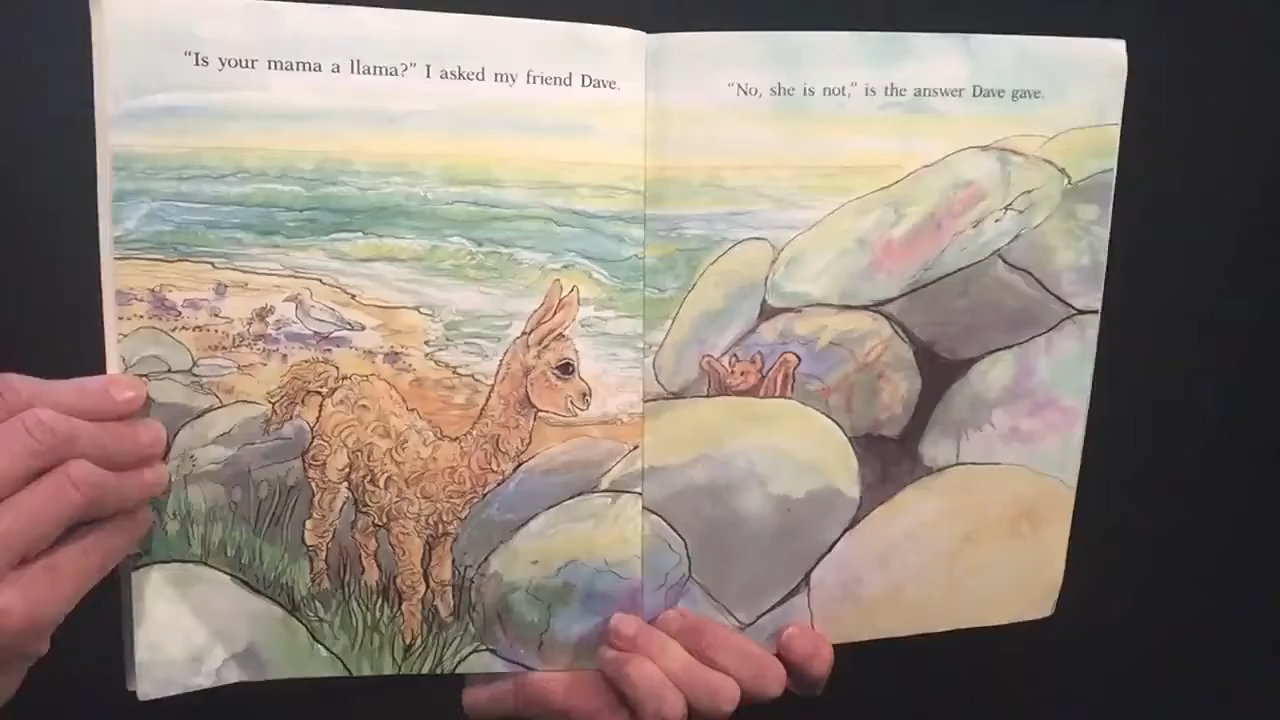 “Is your mama a llama?” I asked my friend Dave.
“No, she is not,” is the answer Dave gave.